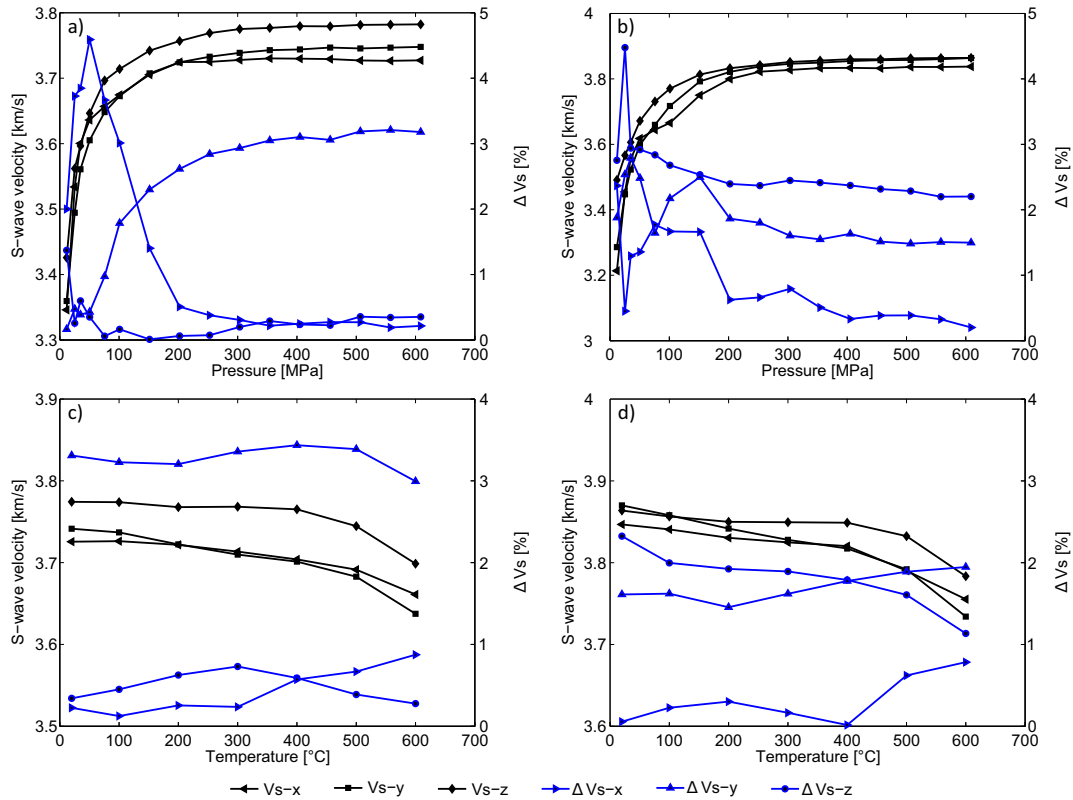 a)
3.8
3.7
3.6
3.5
3.4
3.3
S−wave velocity [km/s]
5
4
3
2
1
0
Δ Vs [%]
0 100 200 300 400 500 600 700
Pressure [MPa]
b)
4
3.8
3.6
3.4
3.2
3
S−wave velocity [km/s]
5
4
3
2
1
0
Δ Vs [%]
0 100 200 300 400 500 600 700
Pressure [MPa]
c)
3.9
3.8
3.7
3.6
3.5
S−wave velocity [km/s]
4
3
2
1
0
Δ Vs [%]
0 100 200 300 400 500 600 700
Temperature [°C]
d)
4
3.9
3.8
3.7
3.6
S−wave velocity [km/s]
4
3
2
1
0
Δ Vs [%]
0 100 200 300 400 500 600 700
Temperature [°C]
Vs−x Vs−y Vs−z Δ Vs−x Δ Vs−y Δ Vs−z